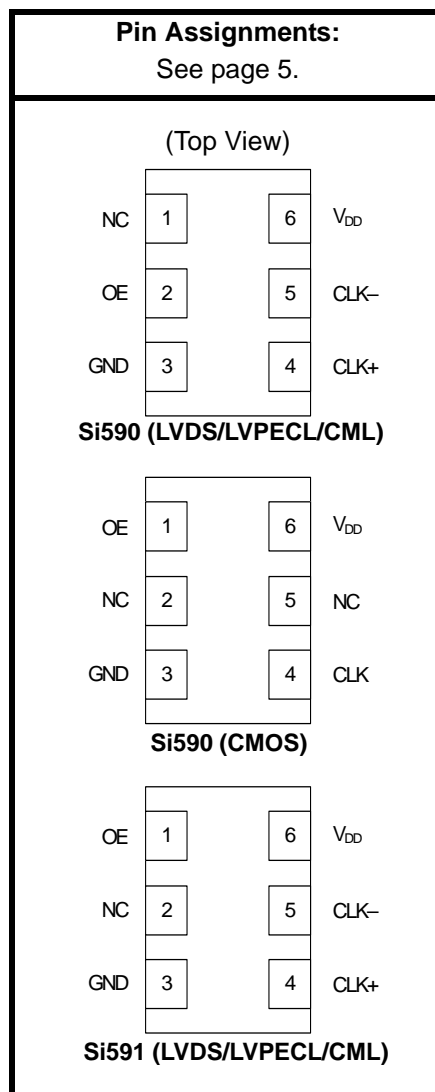 Pin Assignments:
See page 5.
(Top View)
NC 1 6 VDD
OE 2 5 CLK–
GND 3 4 CLK+
Si590 (LVDS/LVPECL/CML)
OE 1 6 VDD
NC 2 5 NC
GND 3 4 CLK
Si590 (CMOS)
OE 1 6 VDD
NC 2 5 CLK–
GND 3 4 CLK+
Si591 (LVDS/LVPECL/CML)